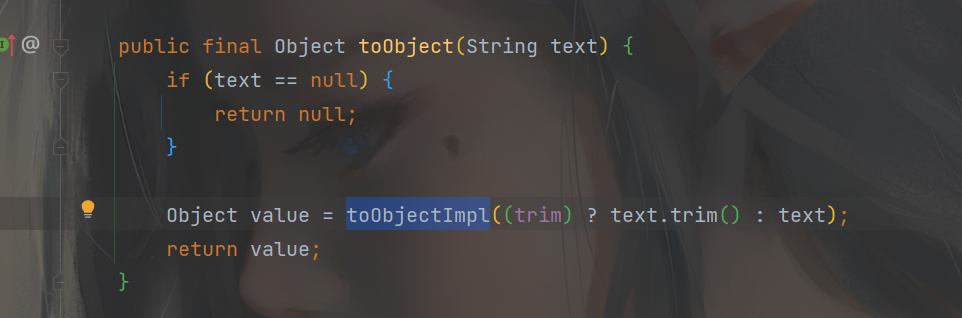 @ public final Object toObject(String text) {
if (text == null) {
return null;
}
Object value = toObjectImpl((trim) ? text.trim() : text);
return value;
}